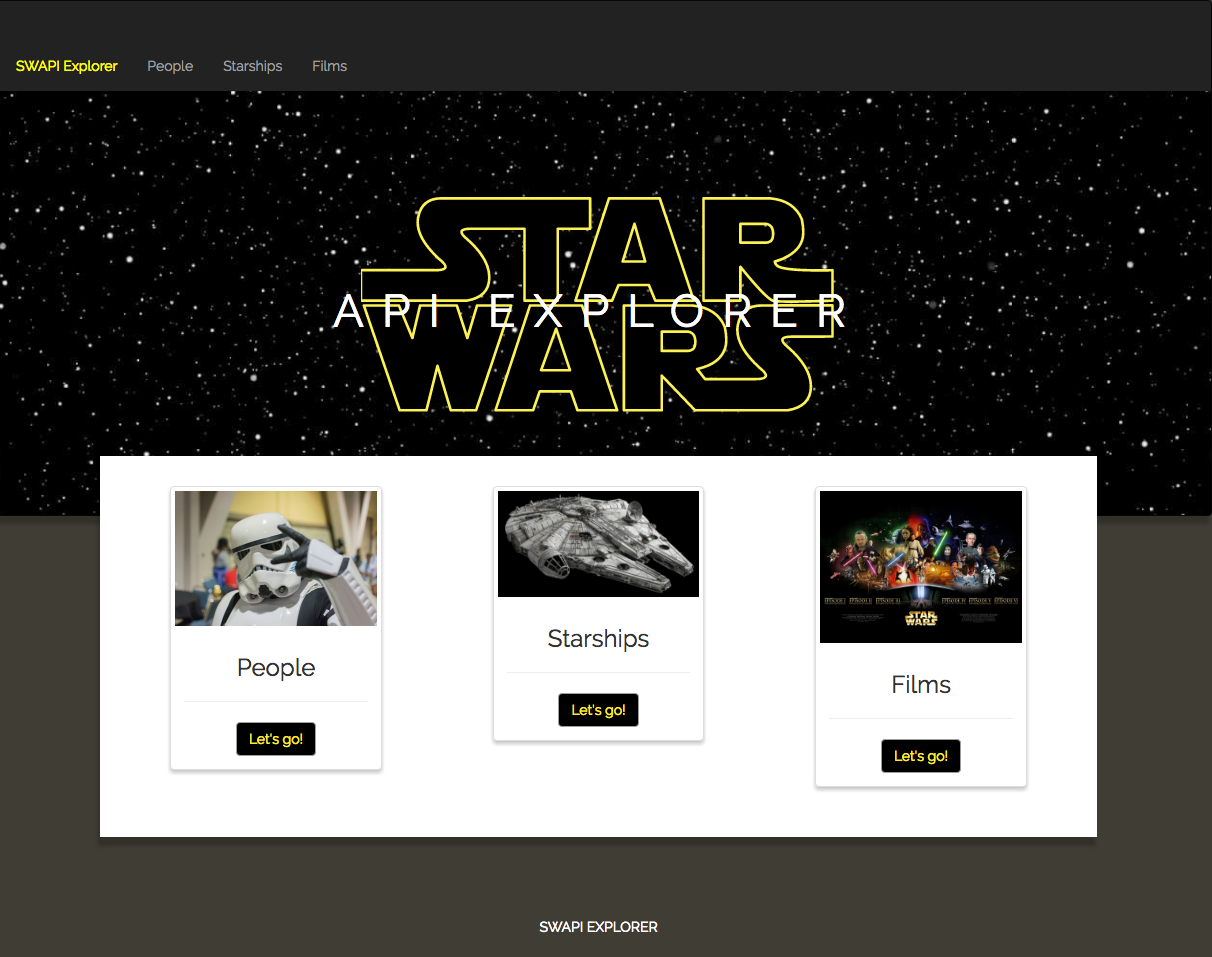 SWAPI Explorer People Starships Films
STAR
API EXPLORER
WARS
People
Let's go!
Starships
Let's go!
STAR
WARS
Films
Let's go!
SWAPI EXPLORER